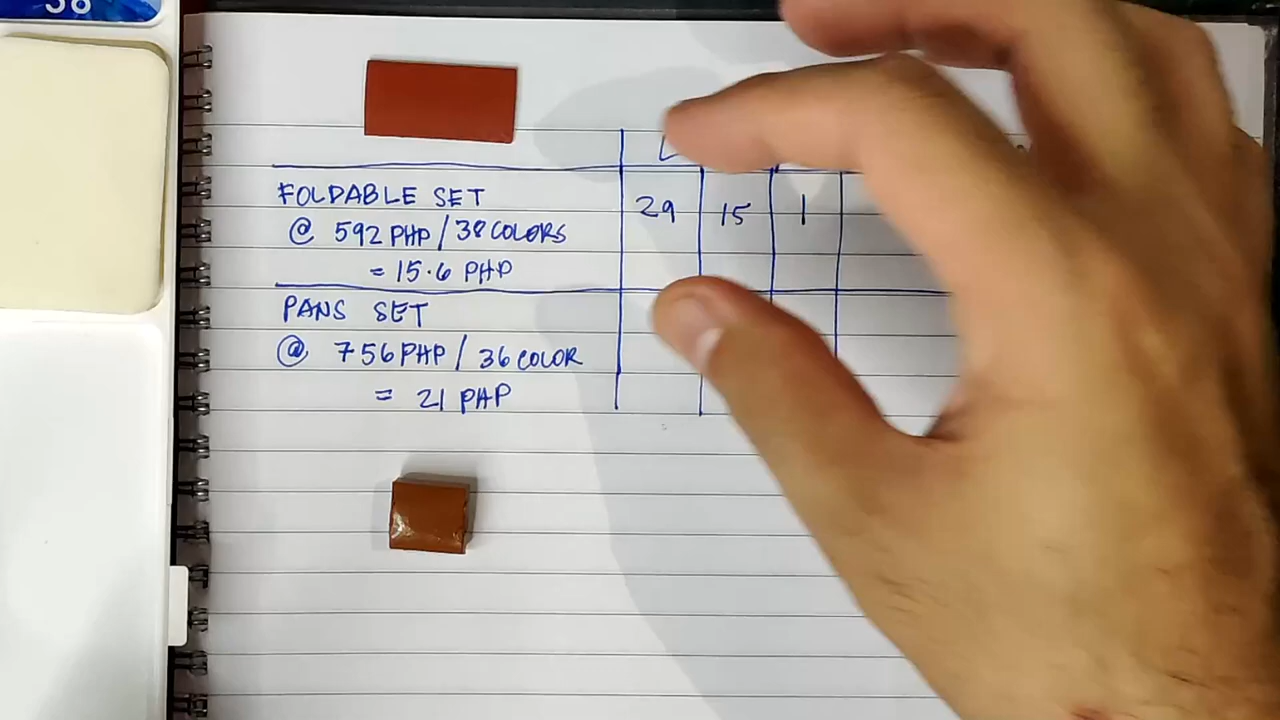 38
L
FOLDABLE SET 29 15 1
@ 592 PHP / 38 COLORS
= 15.6 PHP
PANS SET
@ 756 PHP / 36 COLOR
= 21 PHP